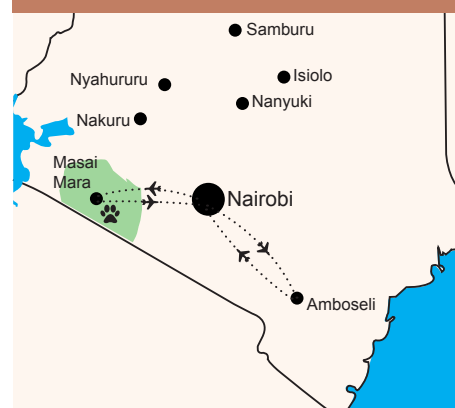 Samburu
Isiolo
Nyahururu
Nanyuki
Nakuru
Masai
Mara
Nairobi
Amboseli